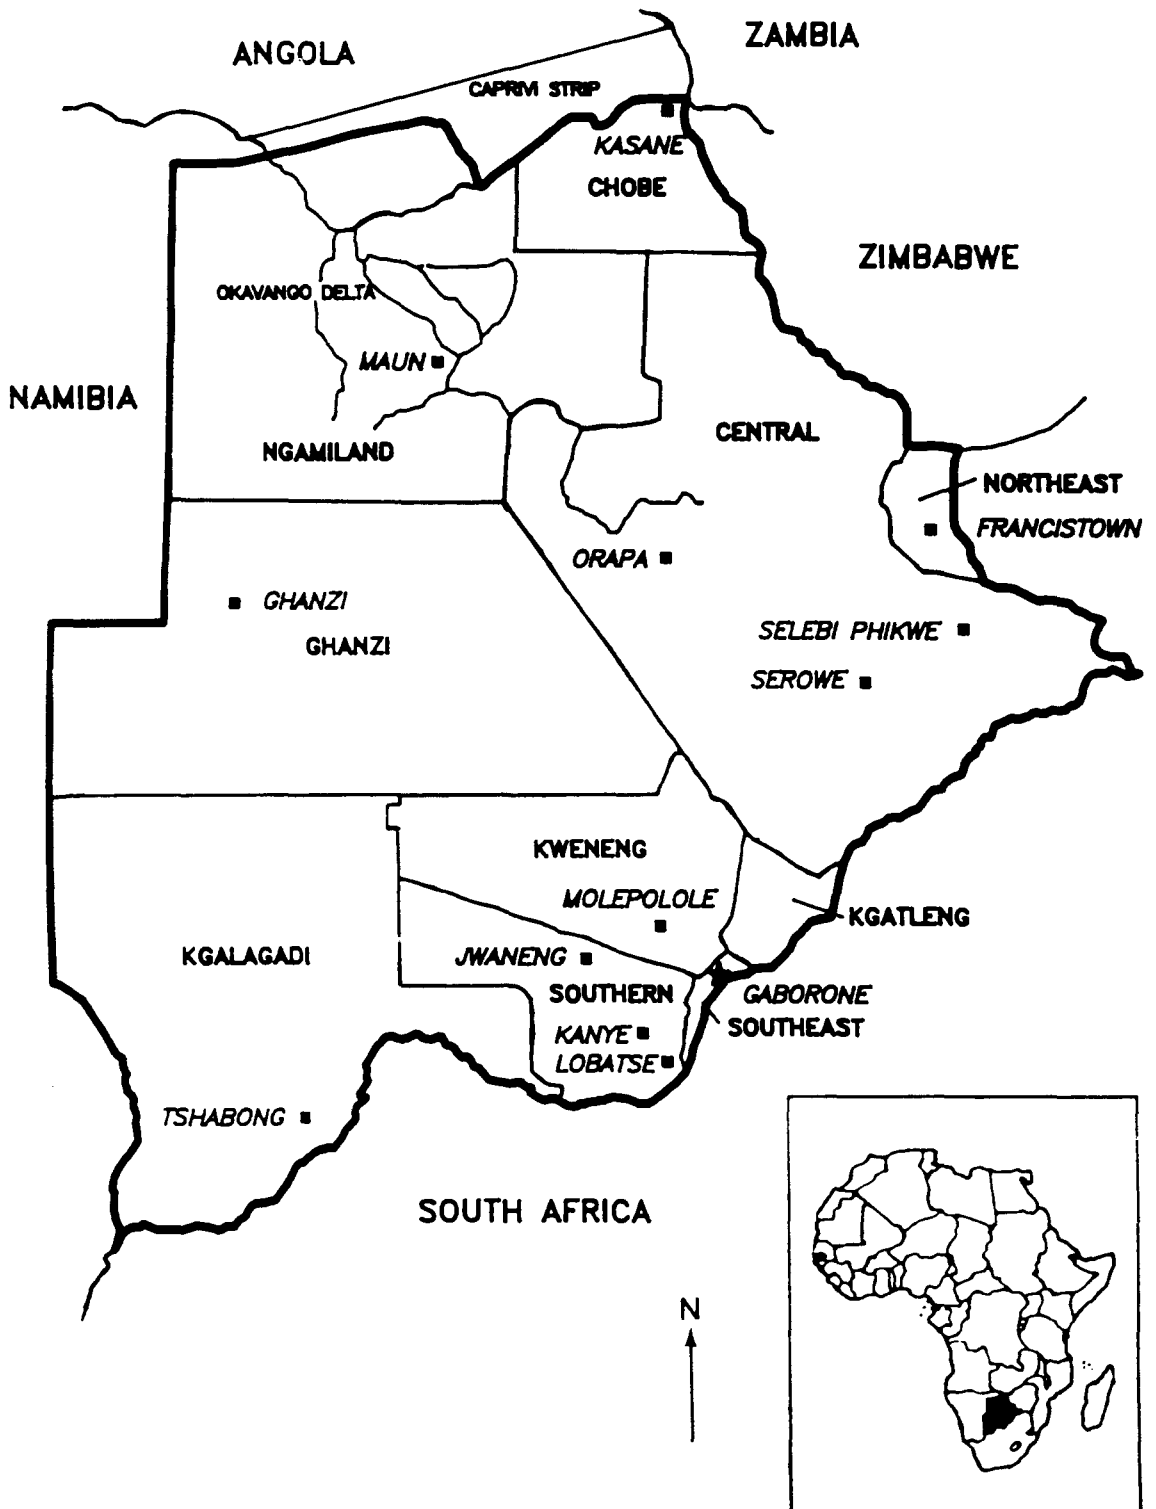 ANGOLA
ZAMBIA
CAPRIVI STRIP
KASANE
CHOBE
ZIMBABWE
OKAVANGO DELTA
MAUN
NAMIBIA
CENTRAL
NGAMILAND
NORTHEAST
FRANCISTOWN
ORAPA
GHANZI
GHANZI
SELEBI PHIKWE
SEROWE
KWENENG
MOLEPOLOLE
KGATLENG
KGALAGADI
JWANENG
SOUTHERN
GABORONE
SOUTHEAST
KANYE
LOBATSE
TSHABONG
SOUTH AFRICA
N